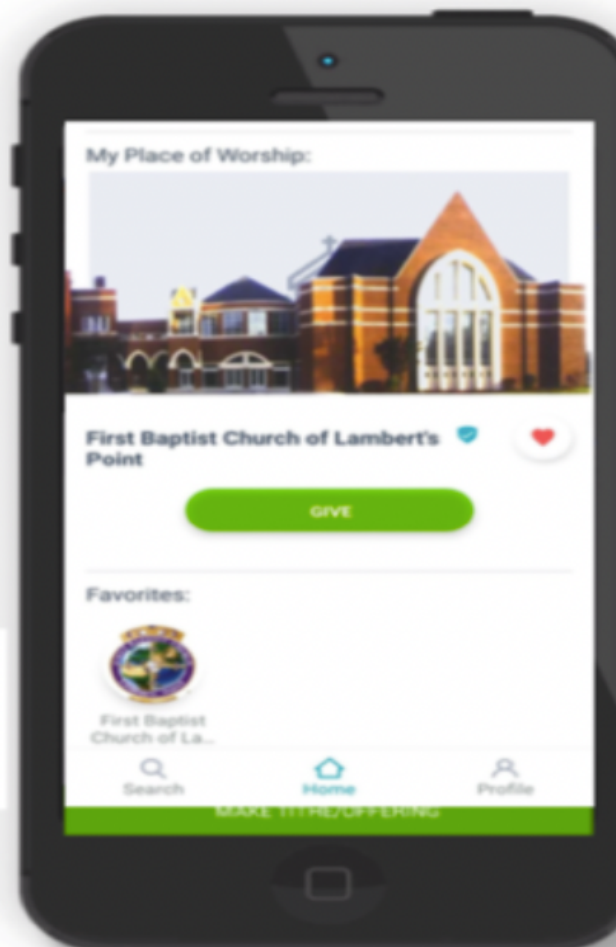 My Place of Worship:
First Baptist Church of Lambert's
Point
GIVE
Favorites:
First Baptist
Church of La...
Search
Home
Profile
MAKE TITHE/OFFERING